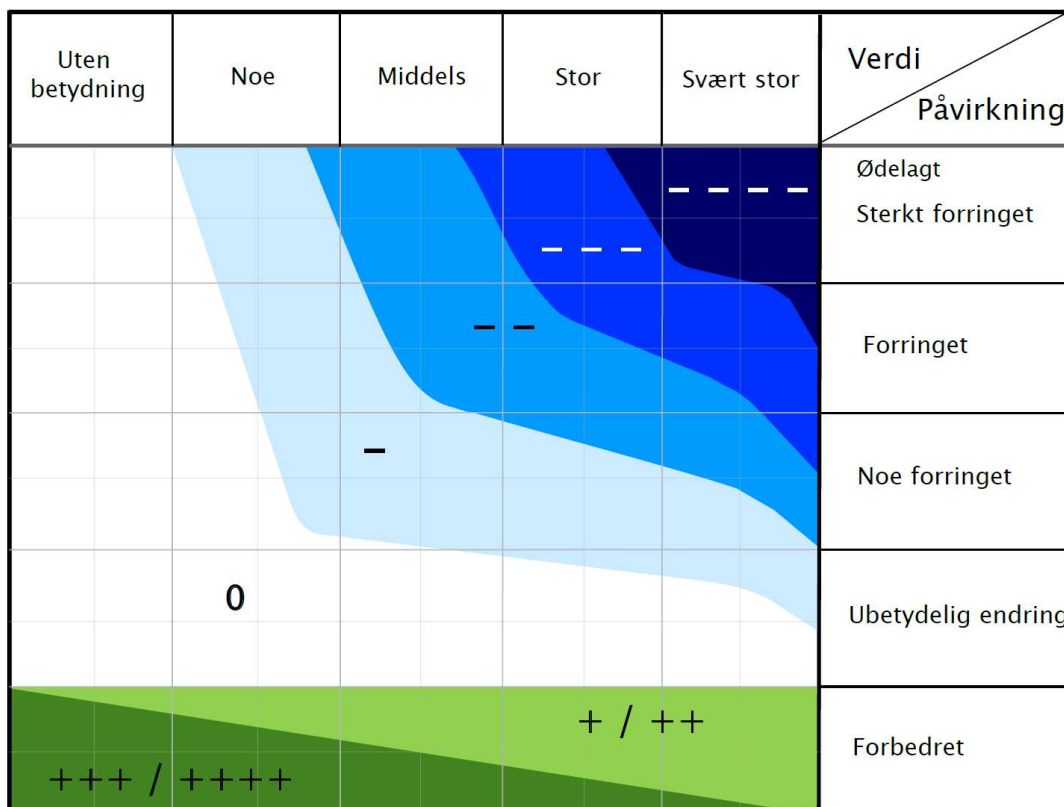 Uten
betydning
Noe
Middels
Stor
Svært stor
Verdi
Påvirkning
Ødelagt
Sterkt forringet
– – – –
– – –
Forringet
– –
Noe forringet
–
Ubetydelig endring
0
Forbedret
+ / ++
+++ / ++++